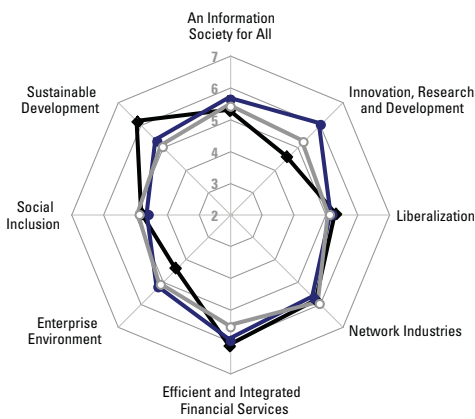 An Information
Society for All
7
6
5
4
3
2
Innovation, Research
and Development
Liberalization
Network Industries
Efficient and Integrated
Financial Services
Enterprise
Environment
Social
Inclusion
Sustainable
Development